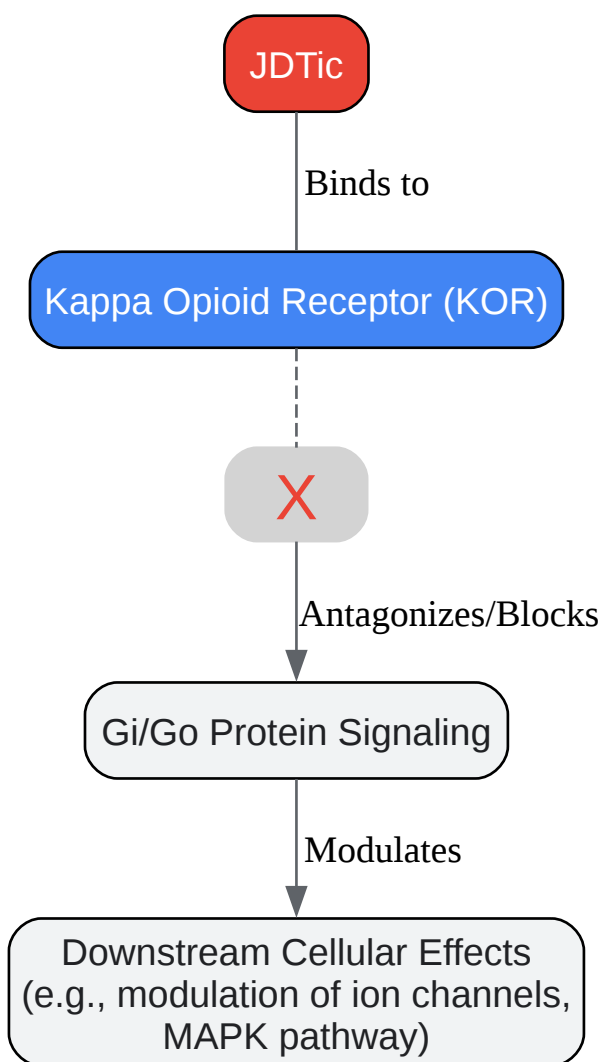 JDTic
Binds to
Kappa Opioid Receptor (KOR)
X
Antagonizes/Blocks
Gi/Go Protein Signaling
Modulates
Downstream Cellular Effects
(e.g., modulation of ion channels,
MAPK pathway)